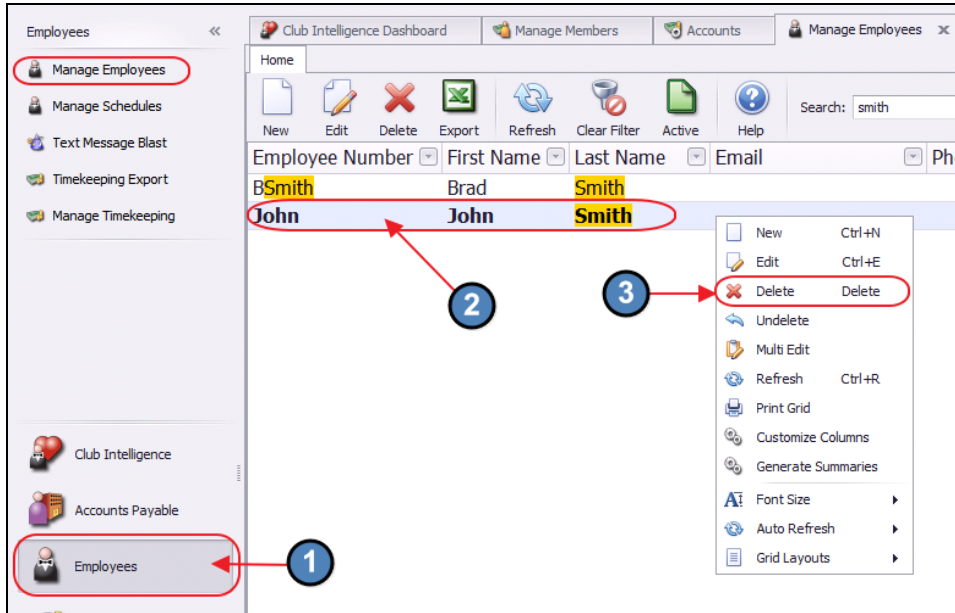 Employees «
Manage Employees
Manage Schedules
Text Message Blast
Timekeeping Export
Manage Timekeeping
Club Intelligence
Accounts Payable
Employees
1
Club Intelligence Dashboard Manage Members Accounts Manage Employees x
Home
New Edit Delete Export Refresh Clear Filter Active Help Search: smith
Employee Number First Name Last Name Email Ph
BSmith Brad Smith
John John Smith
2
3
New Ctrl+N
Edit Ctrl+E
Delete Delete
Undelete
Multi Edit
Refresh Ctrl+R
Print Grid
Customize Columns
Generate Summaries
Font Size
Auto Refresh
Grid Layouts